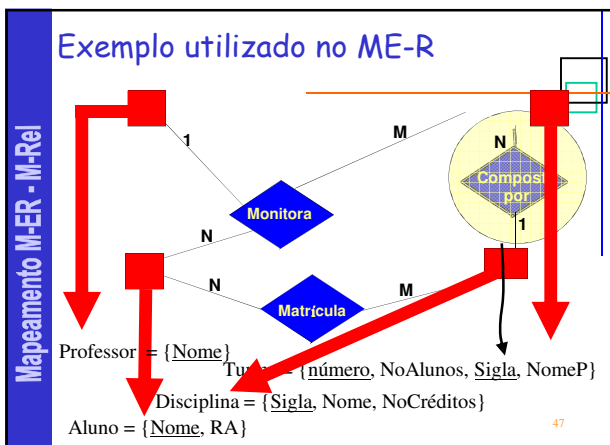 Exemplo utilizado no ME-R
Mapeamento M-ER - M-Rel
1
M
N
Monitora
por
1
N
N
Matrícula
M
Professor = {Nome}
= {número, NoAlunos, Sigla, NomeP}
Disciplina = {Sigla, Nome, NoCréditos}
Aluno = {Nome, RA}
47